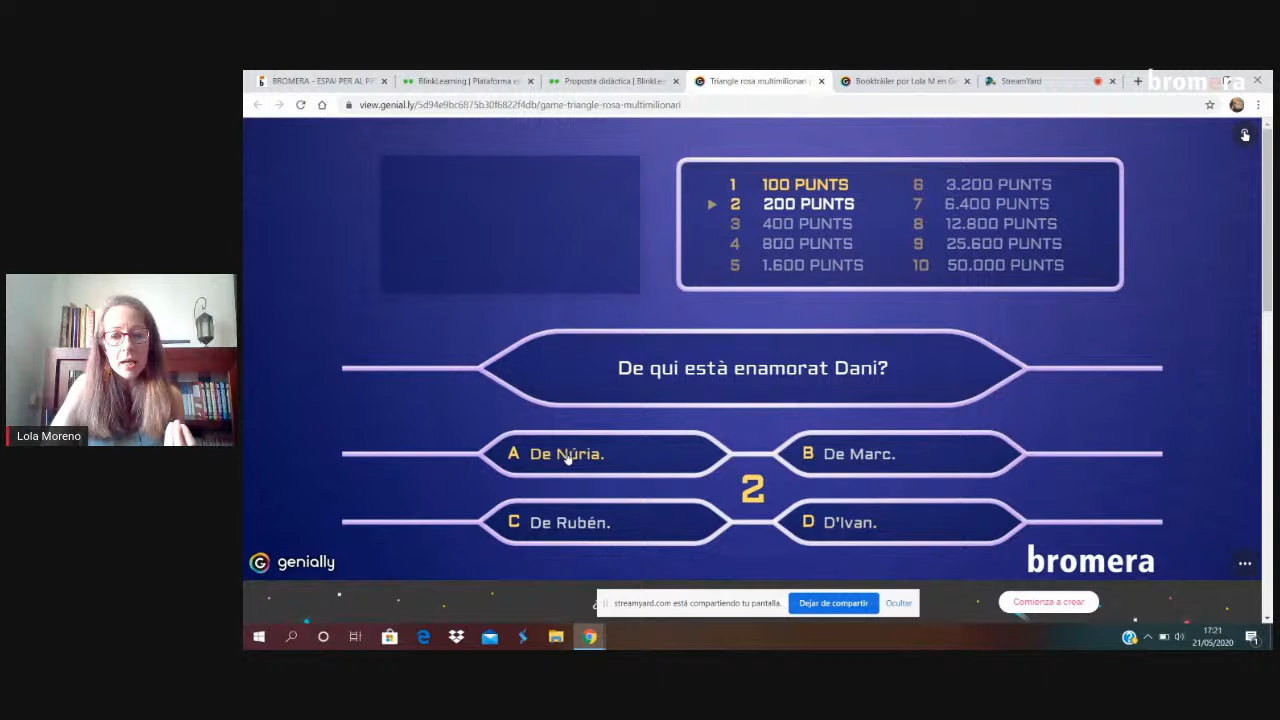 BROMERA - ESPAI PER AL PR
BlinkLearning | Plataforma e
Proposta didàctica | BlinkLe
Triangle rosa multimilionari
Booktràiler por Lola M en G
StreamYard
bromera
view.genial.ly/5d94e9bc6875b30f6822f4db/game-triangle-rosa-multimilionari
1 100 PUNTS 6 3.200 PUNTS
2 200 PUNTS 7 6.400 PUNTS
3 400 PUNTS 8 12.800 PUNTS
4 800 PUNTS 9 25.600 PUNTS
5 1.600 PUNTS 10 50.000 PUNTS
De qui està enamorat Dani?
A De Núria. B De Marc.
2
C De Rubén. D D'Ivan.
Lola Moreno
genially
bromera
streamyard.com está compartiendo tu pantalla.
Dejar de compartir
Ocultar
Comienza a crear
17:21
21/05/2020